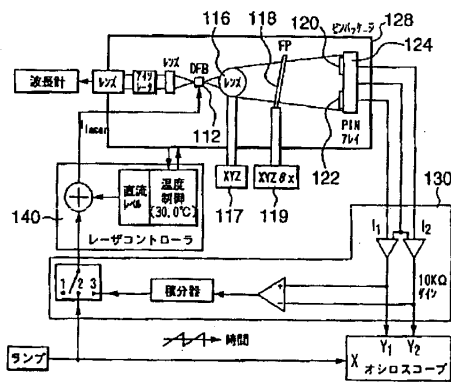 116
118
FP
120
ピンパッケージ
128
124
波長計
レンズ
アイソレータ
レンズ
DFB
レンズ
112
PIN
アレイ
122
I laser
XYZ
117
XYZ θx
119
130
140
直流
レベル
温度
制御
(30.0℃)
レーザコントローラ
I1
I2
10KΩ
ゲイン
1 2 3
積分器
+
−
時間
ランプ
X
Y1
Y2
オシロスコープ